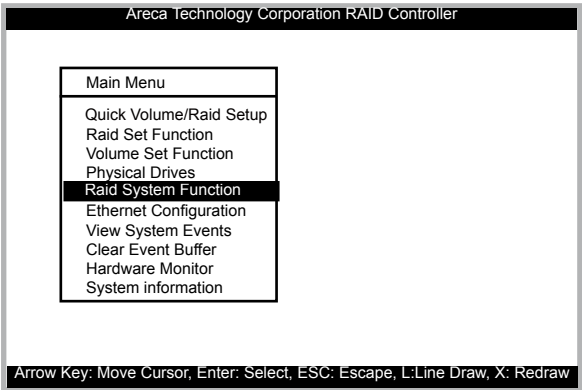 Areca Technology Corporation RAID Controller
Main Menu
Quick Volume/Raid Setup
Raid Set Function
Volume Set Function
Physical Drives
Raid System Function
Ethernet Configuration
View System Events
Clear Event Buffer
Hardware Monitor
System information
Arrow Key: Move Cursor, Enter: Select, ESC: Escape, L:Line Draw, X: Redraw